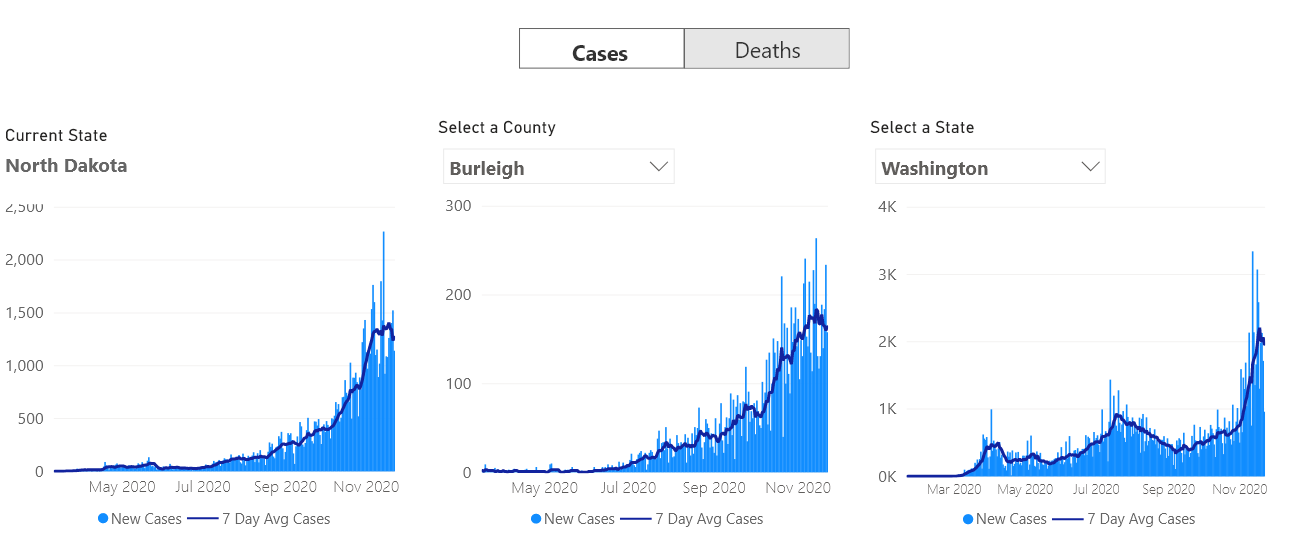 Cases
Deaths
Current State
North Dakota
2,500
2,000
1,500
1,000
500
0
May 2020 Jul 2020 Sep 2020 Nov 2020
New Cases 7 Day Avg Cases
Select a County
Burleigh
300
200
100
0
May 2020 Jul 2020 Sep 2020 Nov 2020
New Cases 7 Day Avg Cases
Select a State
Washington
4K
3K
2K
1K
0K
Mar 2020 May 2020 Jul 2020 Sep 2020 Nov 2020
New Cases 7 Day Avg Cases